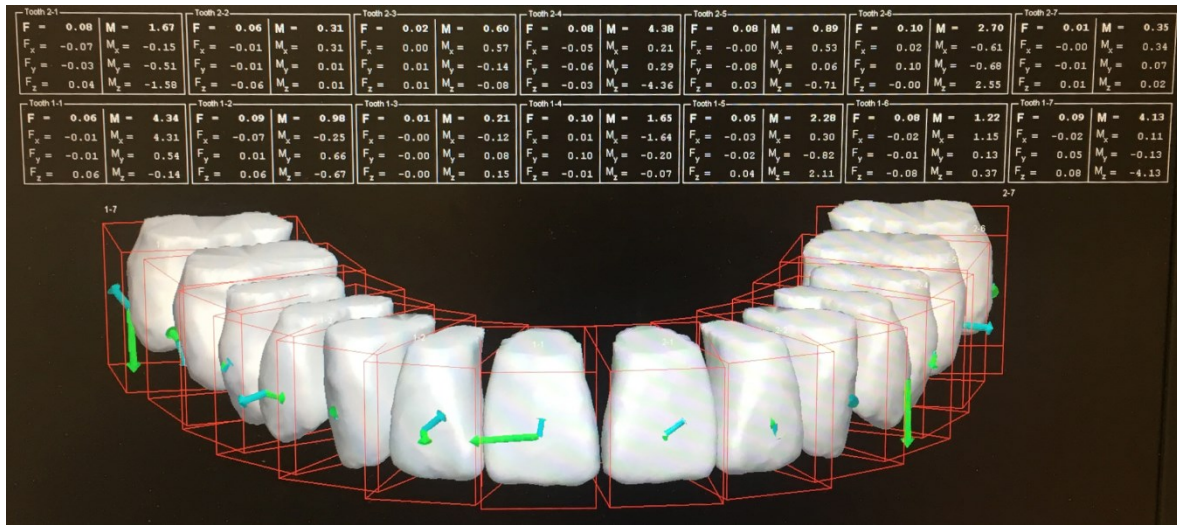 Tooth 2-1 Tooth 2-2 Tooth 2-3 Tooth 2-4 Tooth 2-5 Tooth 2-6 Tooth 2-7
F = 0.08 M = 1.67 F = 0.06 M = 0.31 F = 0.02 M = 0.60 F = 0.08 M = 4.38 F = 0.08 M = 0.89 F = 0.10 M = 2.70 F = 0.01 M = 0.35
Fx = -0.07 Mx = -0.15 Fx = -0.01 Mx = 0.31 Fx = 0.00 Mx = 0.57 Fx = -0.05 Mx = 0.21 Fx = -0.00 Mx = 0.53 Fx = 0.02 Mx = -0.61 Fx = -0.00 Mx = 0.34
Fy = -0.03 My = -0.51 Fy = -0.01 My = 0.01 Fy = 0.01 My = -0.14 Fy = -0.06 My = 0.29 Fy = -0.08 My = 0.06 Fy = 0.10 My = -0.68 Fy = -0.01 My = 0.07
Fz = 0.04 Mz = -1.58 Fz = -0.06 Mz = 0.01 Fz = 0.01 Mz = -0.08 Fz = -0.03 Mz = -4.36 Fz = 0.03 Mz = -0.71 Fz = -0.00 Mz = 2.55 Fz = 0.01 Mz = 0.02
Tooth 1-1 Tooth 1-2 Tooth 1-3 Tooth 1-4 Tooth 1-5 Tooth 1-6 Tooth 1-7
F = 0.06 M = 4.34 F = 0.09 M = 0.98 F = 0.01 M = 0.21 F = 0.10 M = 1.65 F = 0.05 M = 2.28 F = 0.08 M = 1.22 F = 0.09 M = 4.13
Fx = -0.01 Mx = 4.31 Fx = -0.07 Mx = -0.25 Fx = -0.00 Mx = -0.12 Fx = 0.01 Mx = -1.64 Fx = -0.03 Mx = 0.30 Fx = -0.02 Mx = 1.15 Fx = -0.02 Mx = 0.11
Fy = -0.01 My = 0.54 Fy = 0.01 My = 0.66 Fy = -0.00 My = 0.08 Fy = 0.10 My = -0.20 Fy = -0.02 My = -0.82 Fy = -0.01 My = 0.13 Fy = 0.05 My = -0.13
Fz = 0.06 Mz = -0.14 Fz = 0.06 Mz = -0.67 Fz = -0.00 Mz = 0.15 Fz = -0.01 Mz = -0.07 Fz = 0.04 Mz = 2.11 Fz = -0.08 Mz = 0.37 Fz = 0.08 Mz = -4.13
2-7
1-7
2-6
1-2 1-1 2-1